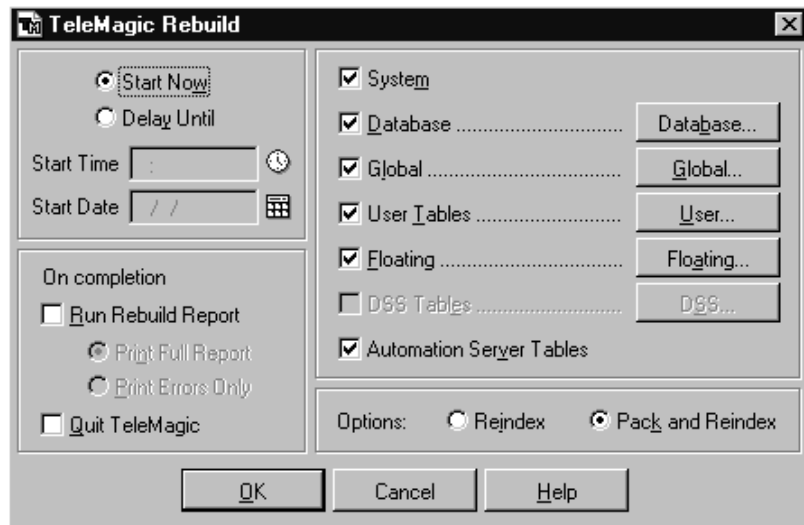 TeleMagic Rebuild
Start Now
Delay Until
Start Time :
Start Date / /
On completion
Run Rebuild Report
Print Full Report
Print Errors Only
Quit TeleMagic
System
Database ............................ Database...
Global .................................. Global...
User Tables ......................... User...
Floating ............................... Floating...
DSS Tables ......................... DSS...
Automation Server Tables
Options: Reindex Pack and Reindex
OK Cancel Help